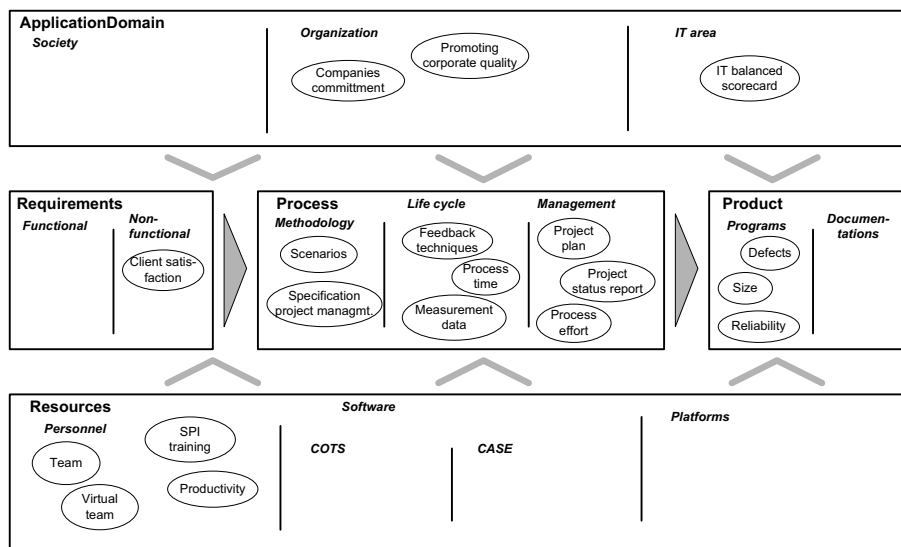 ApplicationDomain
Society
Organization
IT area
Promoting
corporate quality
Companies
committment
IT balanced
scorecard
Requirements
Functional
Non-
functional
Client satis-
faction
Process
Methodology
Life cycle
Management
Scenarios
Specification
project managmt.
Feedback
techniques
Process
time
Measurement
data
Project
plan
Project
status report
Process
effort
Product
Programs
Documen-
tations
Defects
Size
Reliability
Resources
Personnel
Software
Platforms
COTS
CASE
SPI
training
Team
Virtual
team
Productivity